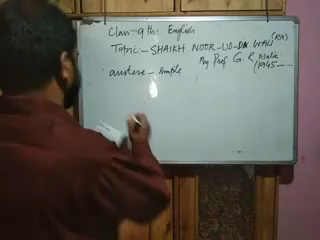 Class-9th: English
Topic:- SHAIKH NOOR-UD-DIN WALI (RA)
By Prof G. R Malik
(1945-...
austere - simple